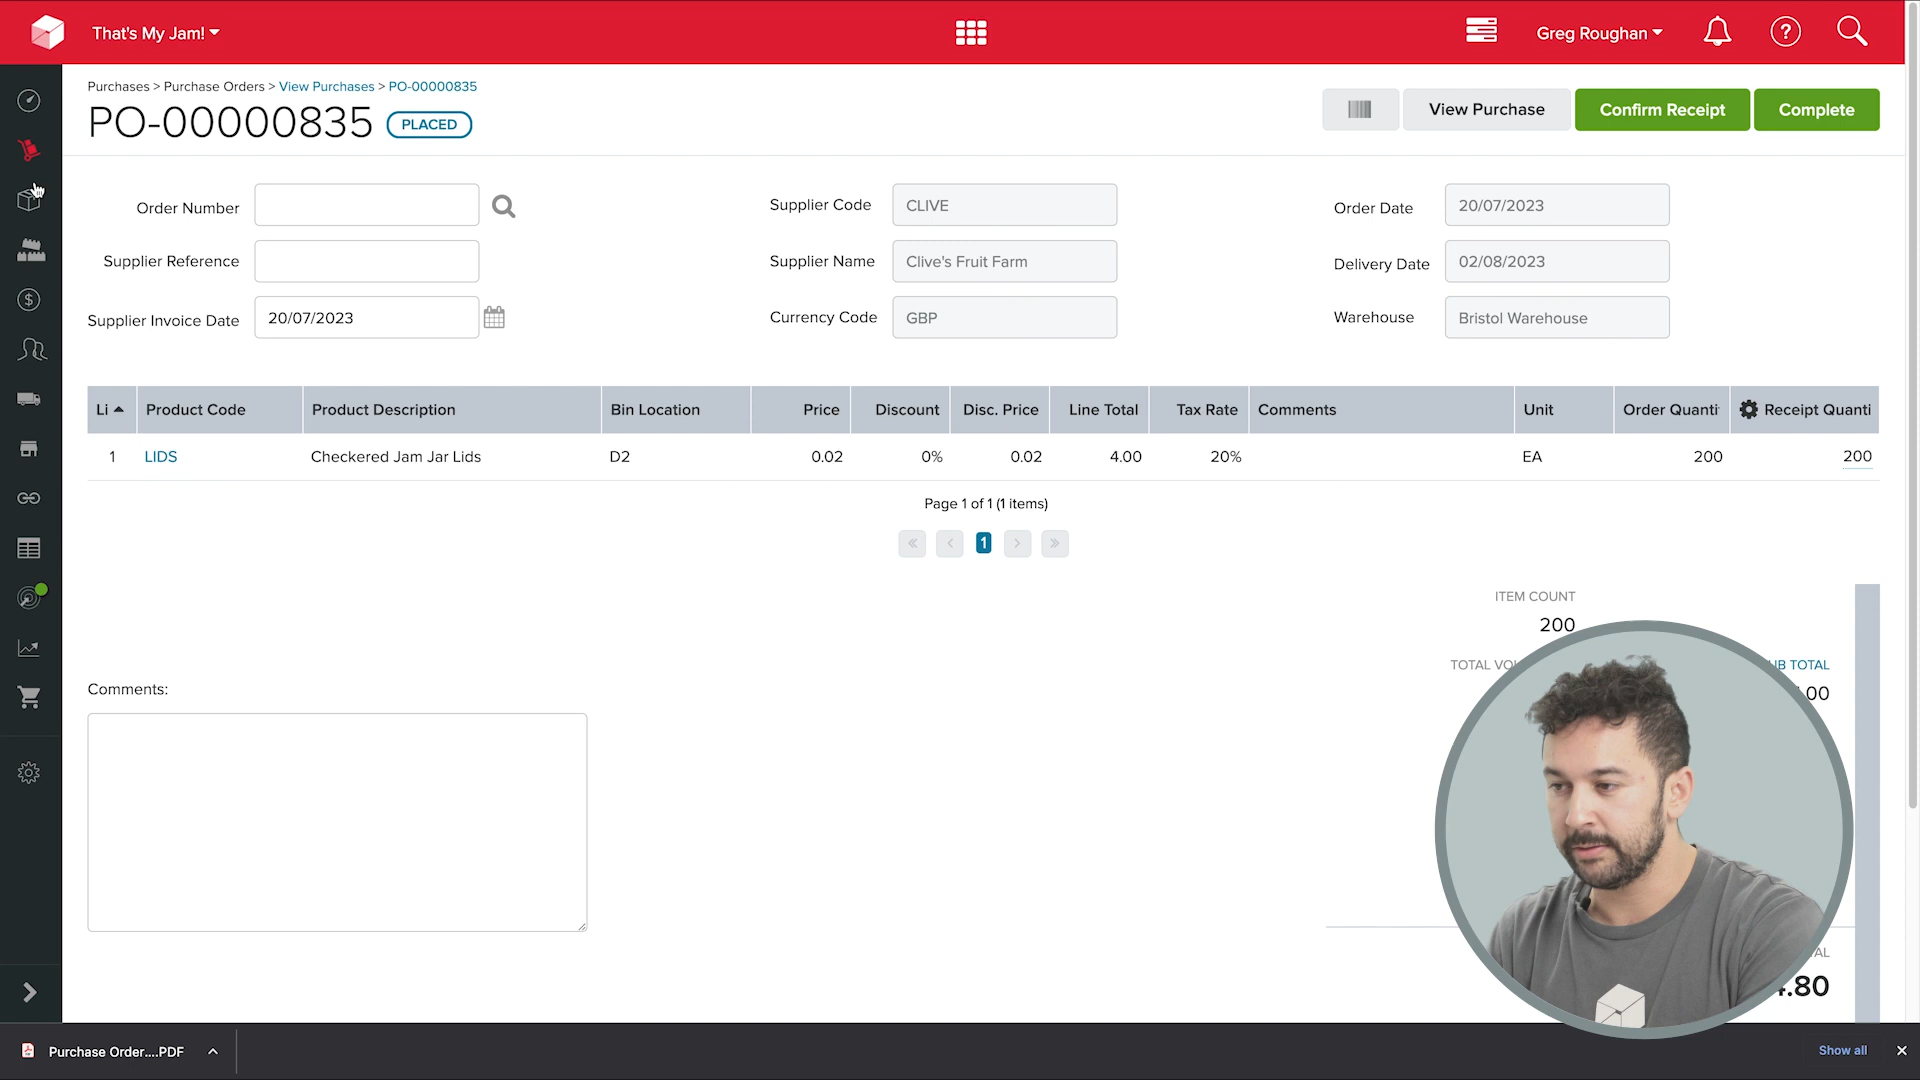 That's My Jam!
Greg Roughan
Purchases > Purchase Orders > View Purchases > PO-00000835
PO-00000835 PLACED
View Purchase
Confirm Receipt
Complete
Order Number
Supplier Code CLIVE
Order Date 20/07/2023
Supplier Reference
Supplier Name Clive's Fruit Farm
Delivery Date 02/08/2023
Supplier Invoice Date 20/07/2023
Currency Code GBP
Warehouse Bristol Warehouse
Li Product Code Product Description Bin Location Price Discount Disc. Price Line Total Tax Rate Comments Unit Order Quanti Receipt Quanti
1 LIDS Checkered Jam Jar Lids D2 0.02 0% 0.02 4.00 20% EA 200 200
Page 1 of 1 (1 items)
« < 1 > »
ITEM COUNT
200
TOTAL
TOTAL
Comments:
Purchase Order....PDF
Show all